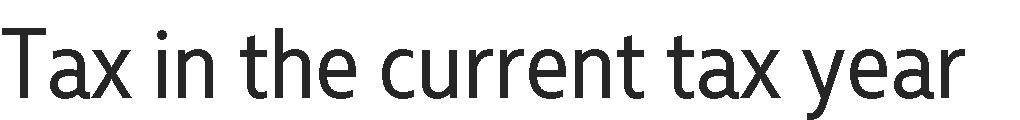 Tax in the current tax year